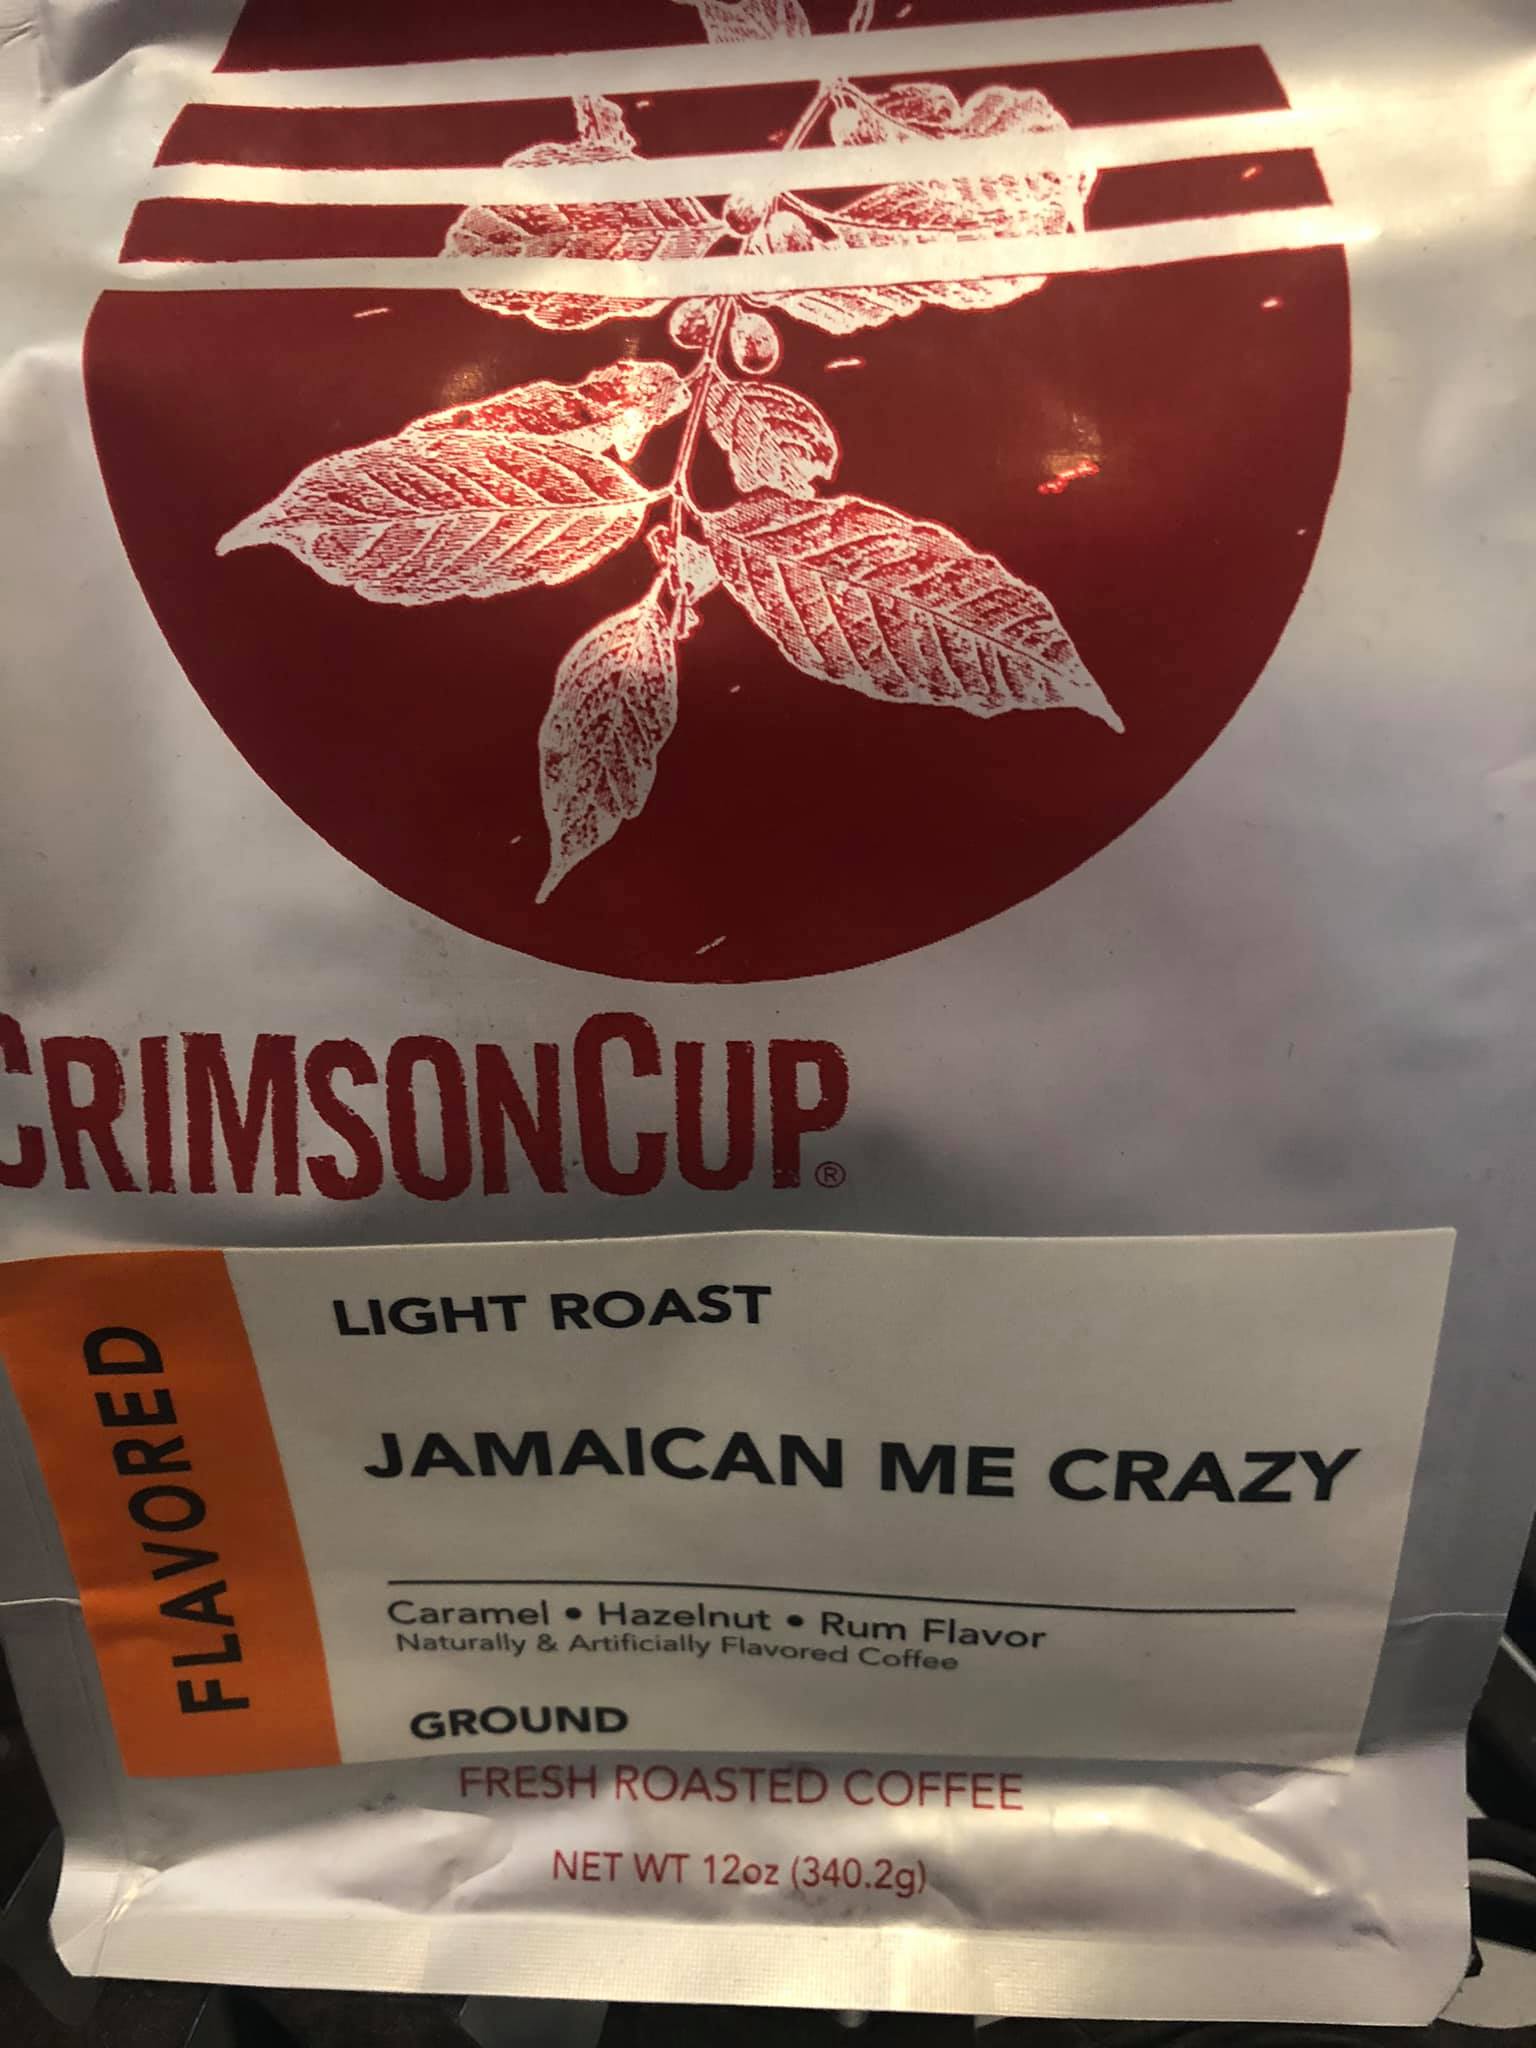 CRIMSONCUP®
LIGHT ROAST
JAMAICAN ME CRAZY
FLAVORED
Caramel • Hazelnut • Rum Flavor
Naturally & Artificially Flavored Coffee
GROUND
FRESH ROASTED COFFEE
NET WT 12oz (340.2g)